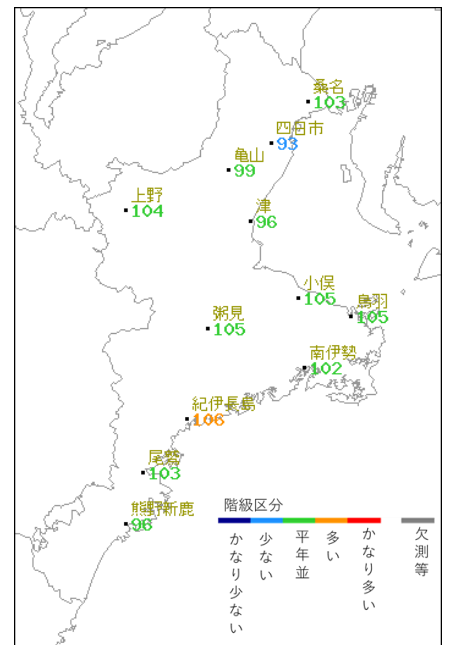 桑名
103
四日市
93
亀山
99
上野
104
津
96
小俣
105
鳥羽
105
粥見
105
南伊勢
102
紀伊長島
106
尾鷲
103
熊野新鹿
96
階級区分
かなり少ない
少ない
平年並
多い
かなり多い
欠測等